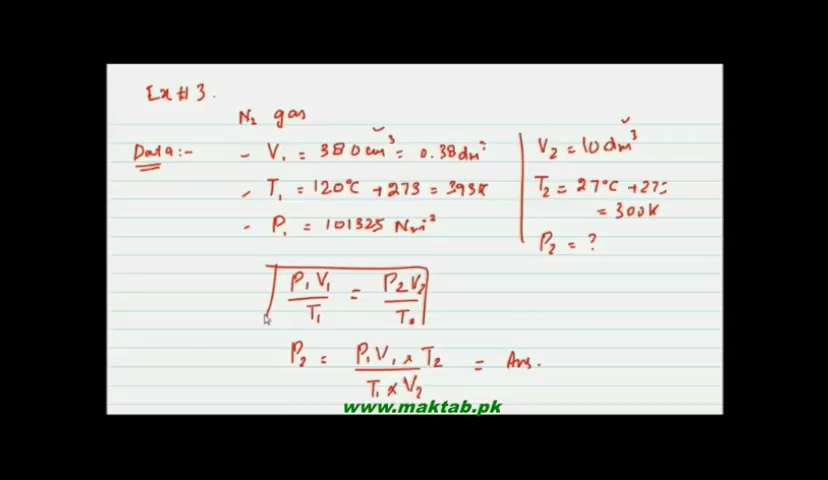 Ex # 3.
N₂ gas
Data :-
- V₁ = 380 cm³ = 0.38 dm³
- T₁ = 120°C + 273 = 393K
- P₁ = 101325 Nm⁻²
V₂ = 10 dm³
T₂ = 27°C + 273
= 300K
P₂ = ?
P₁V₁/T₁ = P₂V₂/T₂
P₂ = P₁V₁ × T₂ / T₁ × V₂ = Ans.
www.maktab.pk